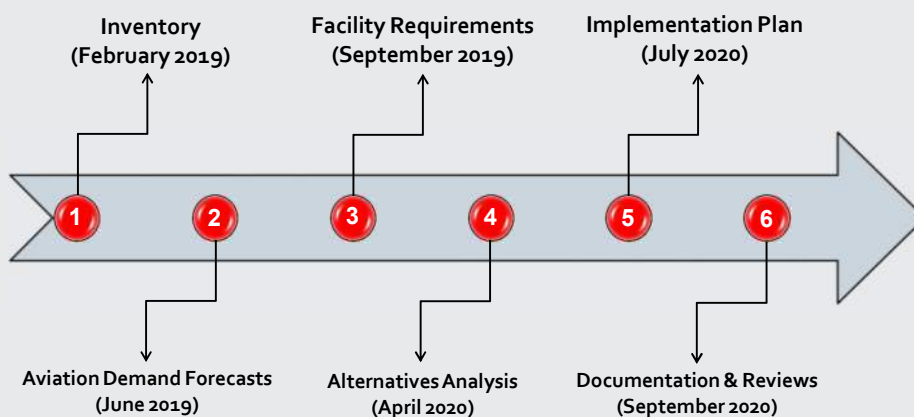 Inventory
(February 2019)
Facility Requirements
(September 2019)
Implementation Plan
(July 2020)
1
2
3
4
5
6
Aviation Demand Forecasts
(June 2019)
Alternatives Analysis
(April 2020)
Documentation & Reviews
(September 2020)